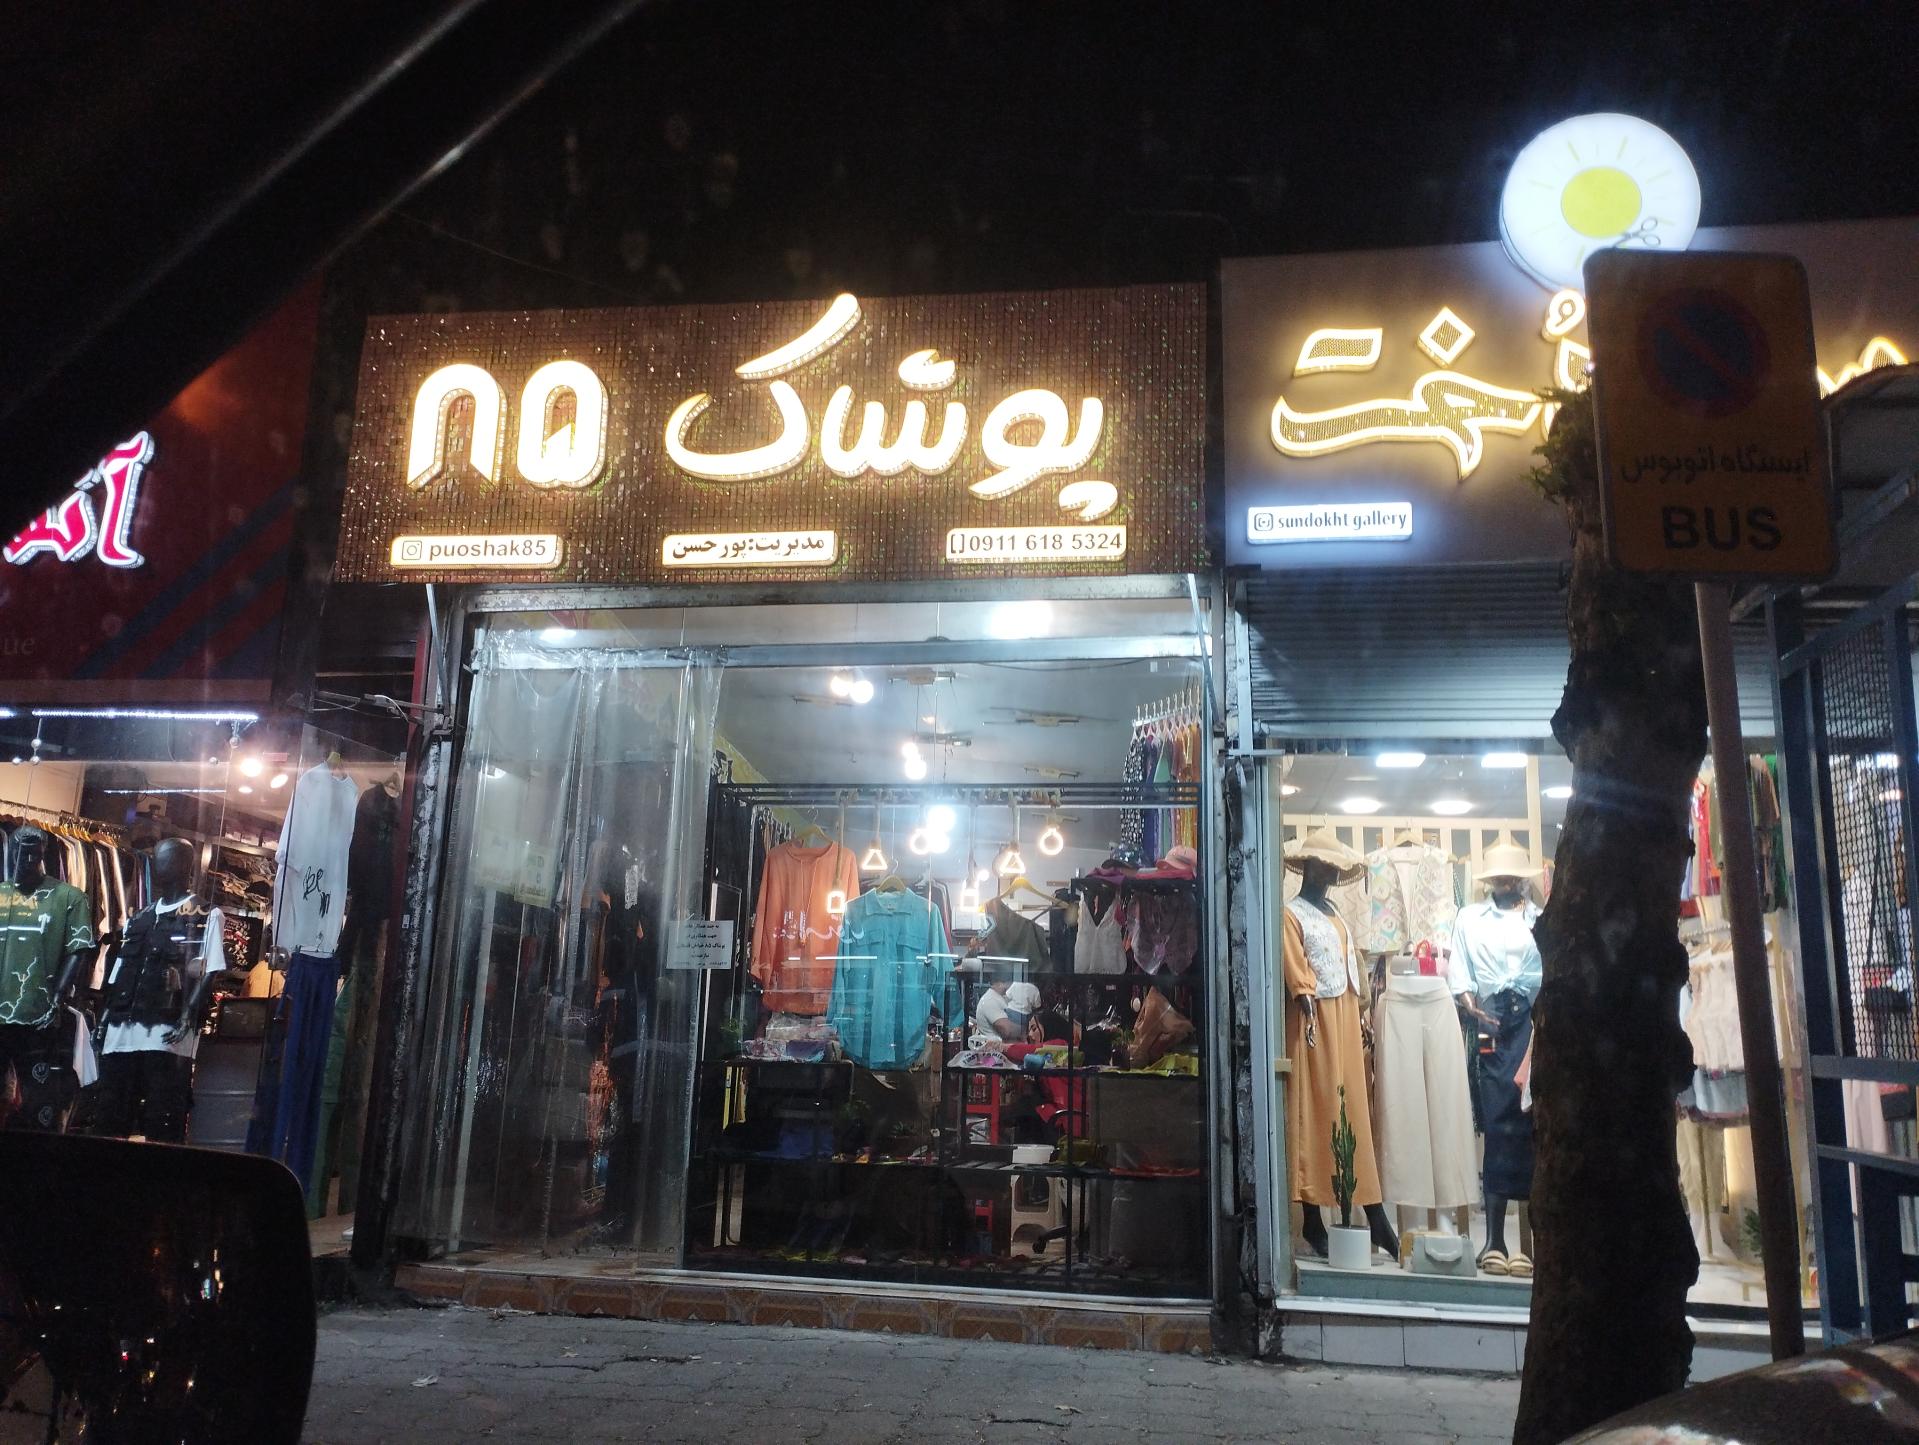 پوشاک ۸۵
puoshak85
مدیریت:پورحسن
0911 618 5324
sundokht gallery
ایستگاه اتوبوس
BUS